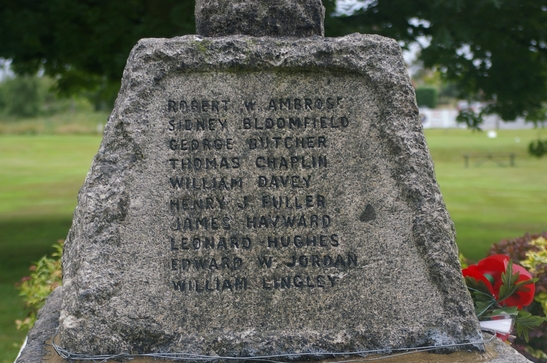 ROBERT W. AMBROSE
SIDNEY BLOOMFIELD
GEORGE BUTCHER
THOMAS CHAPLIN
WILLIAM DAVEY
HENRY J. FULLER
JAMES HAYWARD
LEONARD HUGHES
EDWARD W. JORDAN
WILLIAM LINGLEY